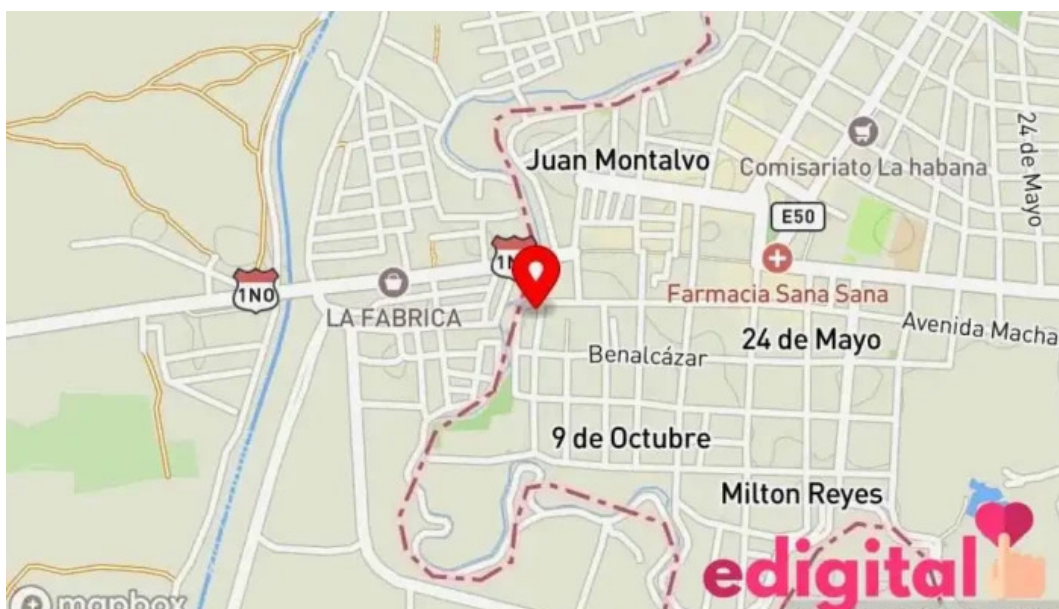 24 de Mayo
Juan Montalvo
Comisariato La habana
E50
1N0
LA FABRICA
Farmacia Sana Sana
24 de Mayo
Avenida Macha
Benalcázar
9 de Octubre
Milton Reyes
edigital
mapbox